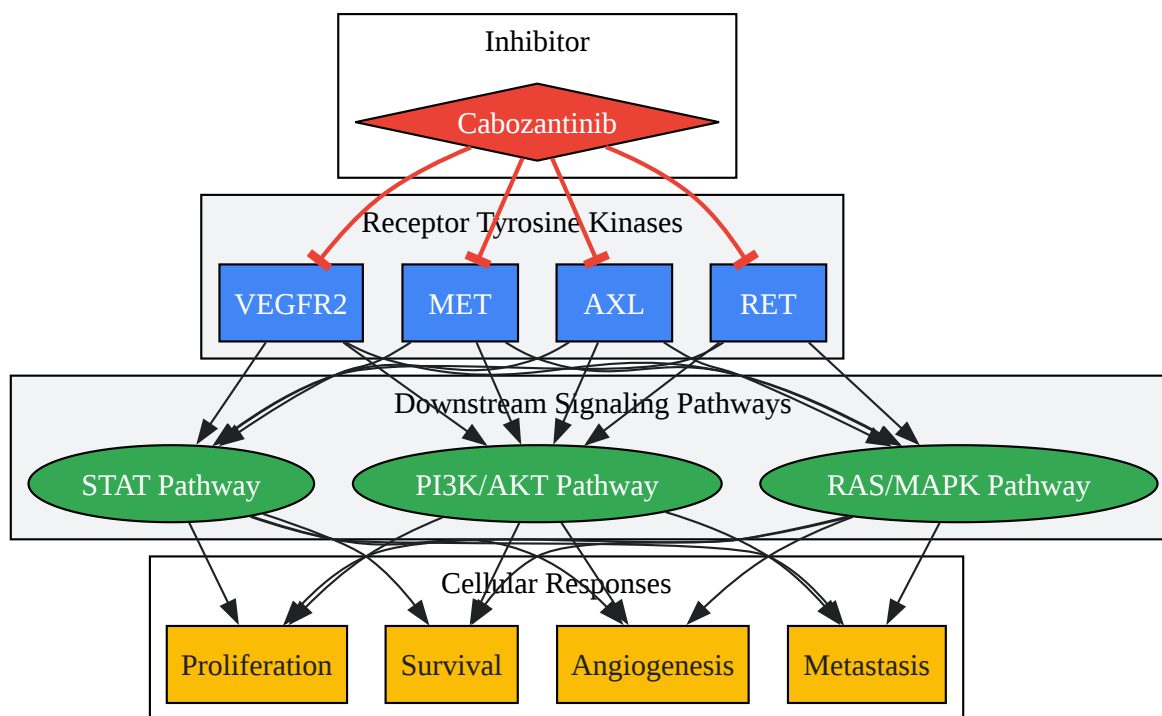 Inhibitor
Cabozantinib
Receptor Tyrosine Kinases
VEGFR2
MET
AXL
RET
Downstream Signaling Pathways
STAT Pathway
PI3K/AKT Pathway
RAS/MAPK Pathway
Cellular Responses
Proliferation
Survival
Angiogenesis
Metastasis